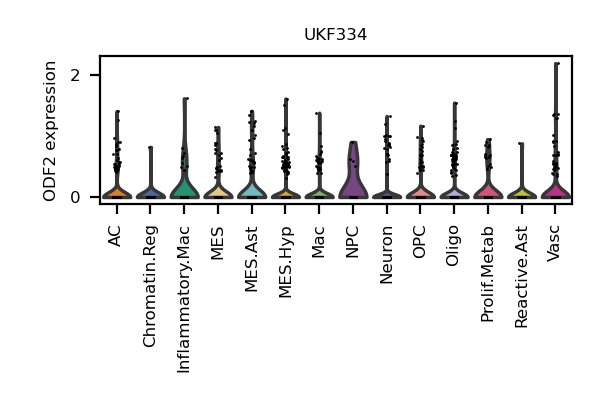 UKF334
ODF2 expression
2
0
AC
Chromatin.Reg
Inflammatory.Mac
MES
MES.Ast
MES.Hyp
Mac
NPC
Neuron
OPC
Oligo
Prolif.Metab
Reactive.Ast
Vasc